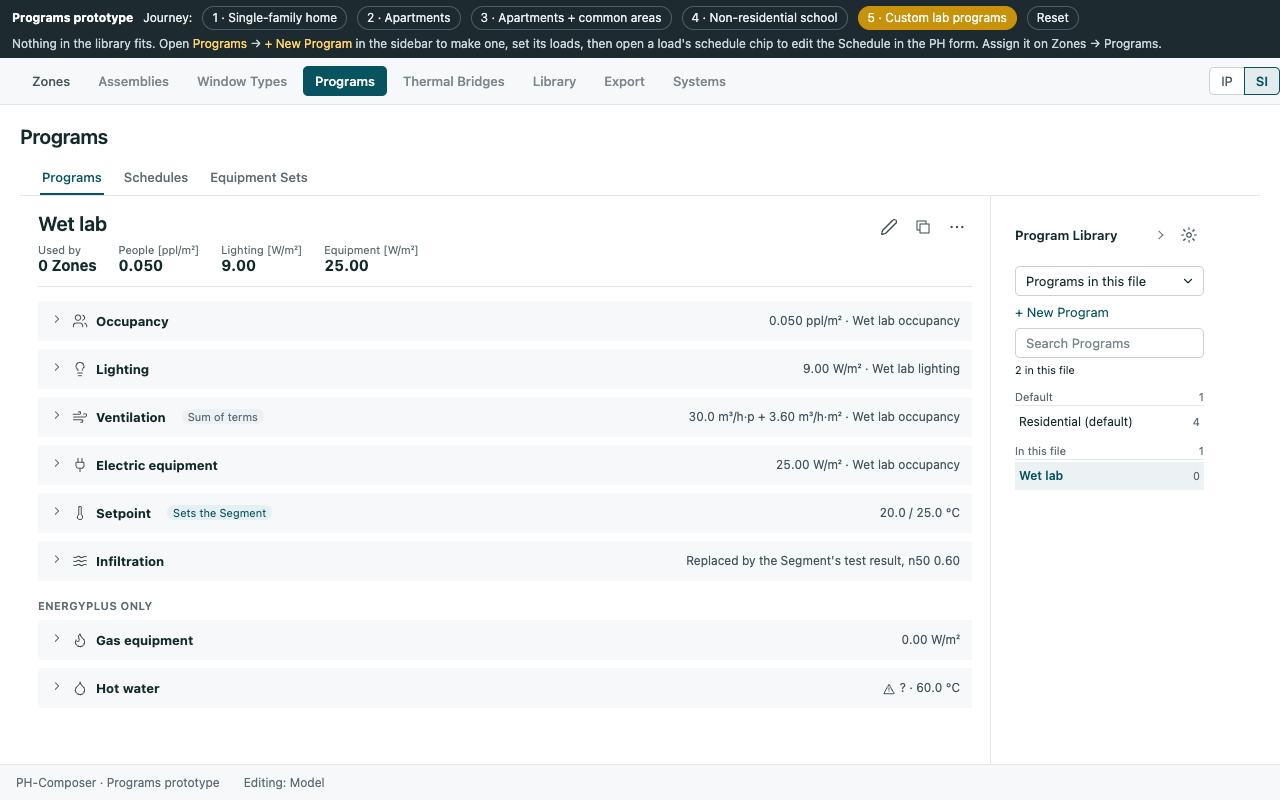 Programs prototype Journey: 1 · Single-family home 2 · Apartments 3 · Apartments + common areas 4 · Non-residential school 5 · Custom lab programs Reset
Nothing in the library fits. Open Programs → + New Program in the sidebar to make one, set its loads, then open a load's schedule chip to edit the Schedule in the PH form. Assign it on Zones → Programs.
Zones Assemblies Window Types Programs Thermal Bridges Library Export Systems IP SI
Programs
Programs Schedules Equipment Sets
Wet lab
Used by People [ppl/m²] Lighting [W/m²] Equipment [W/m²]
0 Zones 0.050 9.00 25.00
Occupancy 0.050 ppl/m² · Wet lab occupancy
Lighting 9.00 W/m² · Wet lab lighting
Ventilation Sum of terms 30.0 m³/h·p + 3.60 m³/h·m² · Wet lab occupancy
Electric equipment 25.00 W/m² · Wet lab occupancy
Setpoint Sets the Segment 20.0 / 25.0 °C
Infiltration Replaced by the Segment's test result, n50 0.60
ENERGYPLUS ONLY
Gas equipment 0.00 W/m²
Hot water ? · 60.0 °C
Program Library
Programs in this file
+ New Program
Search Programs
2 in this file
Default 1
Residential (default) 4
In this file 1
Wet lab 0
PH-Composer · Programs prototype Editing: Model